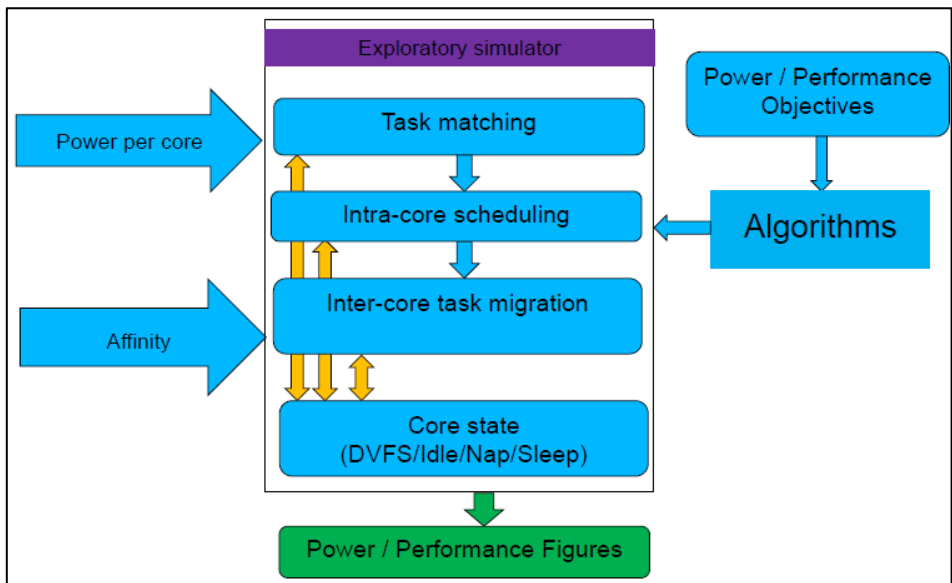 Exploratory simulator
Power / Performance
Objectives
Task matching
Power per core
Intra-core scheduling
Algorithms
Inter-core task migration
Affinity
Core state
(DVFS/Idle/Nap/Sleep)
Power / Performance Figures